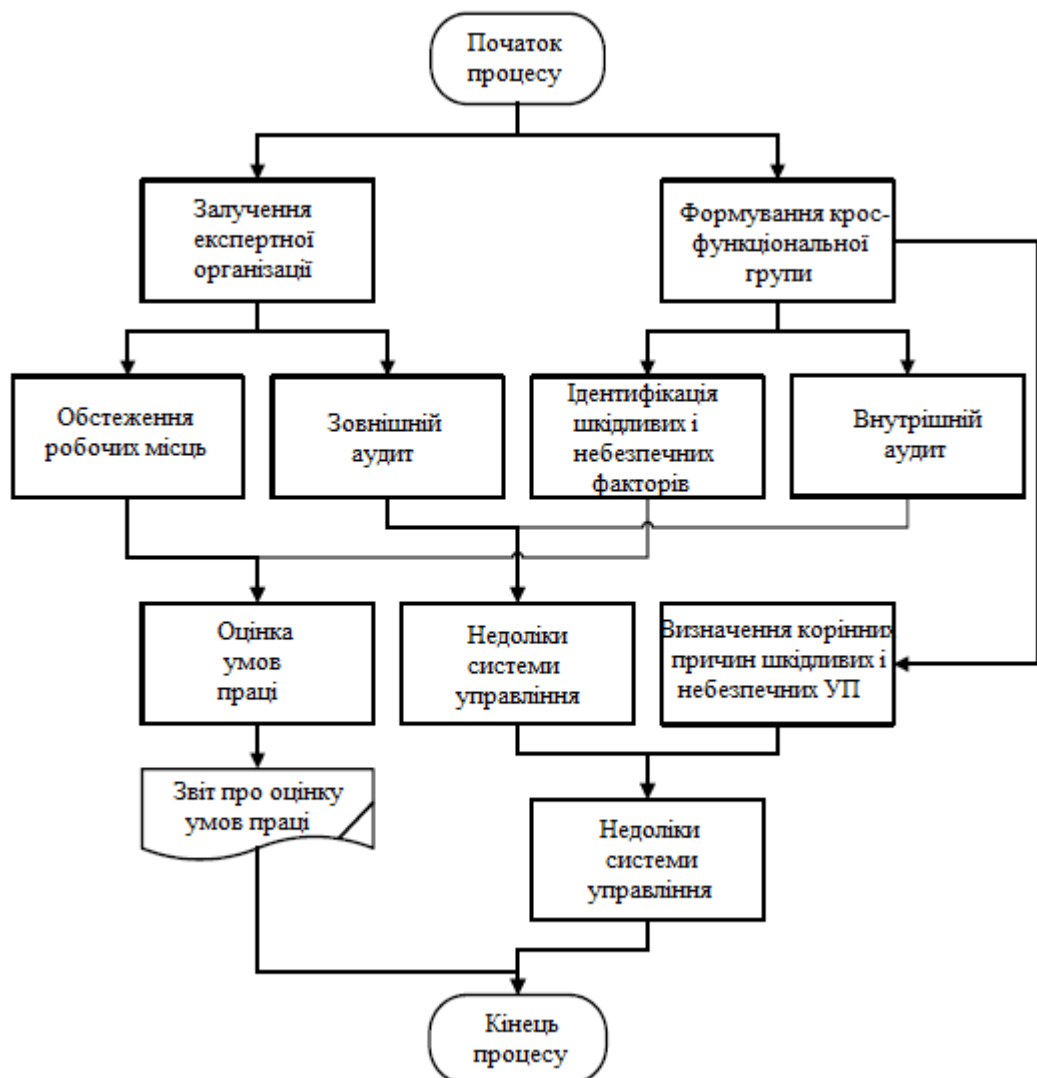 Початок
процесу
Залучення
експертної
організації
Формування крос-
функціональної
групи
Обстеження
робочих місць
Зовнішній
аудит
Ідентифікація
шкідливих і
небезпечних
факторів
Внутрішній
аудит
Оцінка
умов
праці
Недоліки
системи
управління
Визначення корінних
причин шкідливих і
небезпечних УП
Звіт про оцінку
умов праці
Недоліки
системи
управління
Кінець
процесу